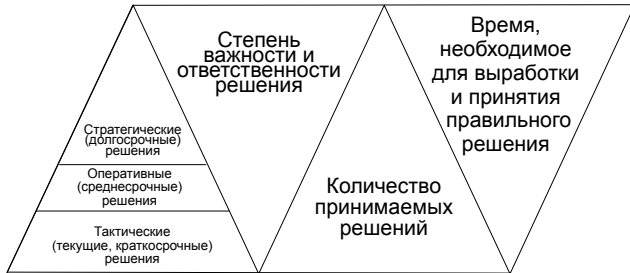 Стратегические
(долгосрочные)
решения
Оперативные
(среднесрочные)
решения
Тактические
(текущие, краткосрочные)
решения
Степень
важности и
ответственности
решения
Количество
принимаемых
решений
Время,
необходимое
для выработки
и принятия
правильного
решения